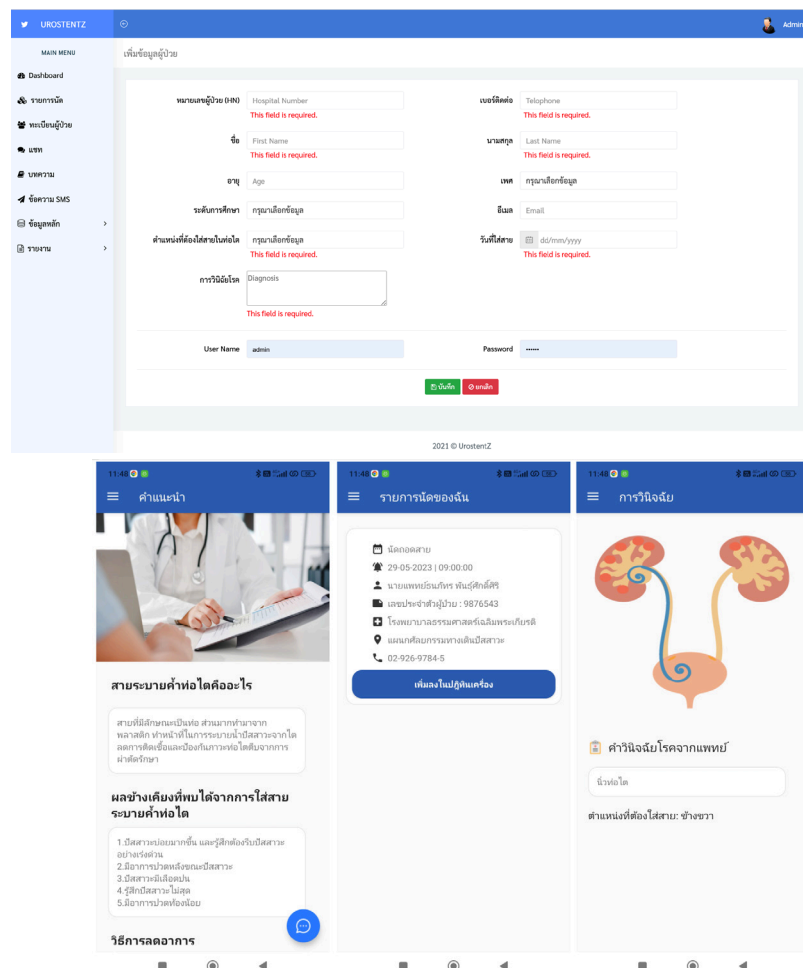 UROSTENTZ
Admin
MAIN MENU
Dashboard
รายการนัด
ทะเบียนผู้ป่วย
แชท
บทความ
ข้อความ SMS
ข้อมูลหลัก
รายงาน
เพิ่มข้อมูลผู้ป่วย
หมายเลขผู้ป่วย (HN) Hospital Number
This field is required.
เบอร์ติดต่อ Telophone
This field is required.
ชื่อ First Name
This field is required.
นามสกุล Last Name
This field is required.
อายุ Age
เพศ กรุณาเลือกข้อมูล
ระดับการศึกษา กรุณาเลือกข้อมูล
อีเมล Email
ตำแหน่งที่ต้องใส่สายในท่อไต กรุณาเลือกข้อมูล
This field is required.
วันที่ใส่สาย dd/mm/yyyy
This field is required.
การวินิฉัยโรค Diagnosis
This field is required.
User Name admin
Password ······
บันทึก ยกเลิก
2021 © UrostentZ
11:48
คำแนะนำ
สายระบายค้ำท่อไตคืออะไร
สายที่มีลักษณะเป็นท่อ ส่วนมากทำมาจาก
พลาสติก ทำหน้าที่ในการระบายน้ำปัสสาวะจากไต
ลดการติดเชื้อและป้องกันภาวะท่อไตตีบจากการ
ผ่าตัดรักษา
ผลข้างเคียงที่พบได้จากการใส่สาย
ระบายค้ำท่อไต
1.ปัสสาวะบ่อยมากขึ้น และรู้สึกต้องรีบปัสสาวะ
อย่างเร่งด่วน
2.มีอาการปวดหลังขณะปัสสาวะ
3.ปัสสาวะมีเลือดปน
4.รู้สึกปัสสาวะไม่สุด
5.มีอาการปวดท้องน้อย
วิธีการลดอาการ
11:48
รายการนัดของฉัน
นัดถอดสาย
29-05-2023 | 09:00:00
นายแพทย์ธนภัทร พันธุ์ศักดิ์ศิริ
เลขประจำตัวผู้ป่วย : 9876543
โรงพยาบาลธรรมศาสตร์เฉลิมพระเกียรติ
แผนกศัลยกรรมทางเดินปัสสาวะ
02-926-9784-5
เพิ่มลงในปฎิทินเครื่อง
11:48
การวินิจฉัย
คำวินิจฉัยโรคจากแพทย์
นิ่วท่อไต
ตำแหน่งที่ต้องใส่สาย: ข้างขวา